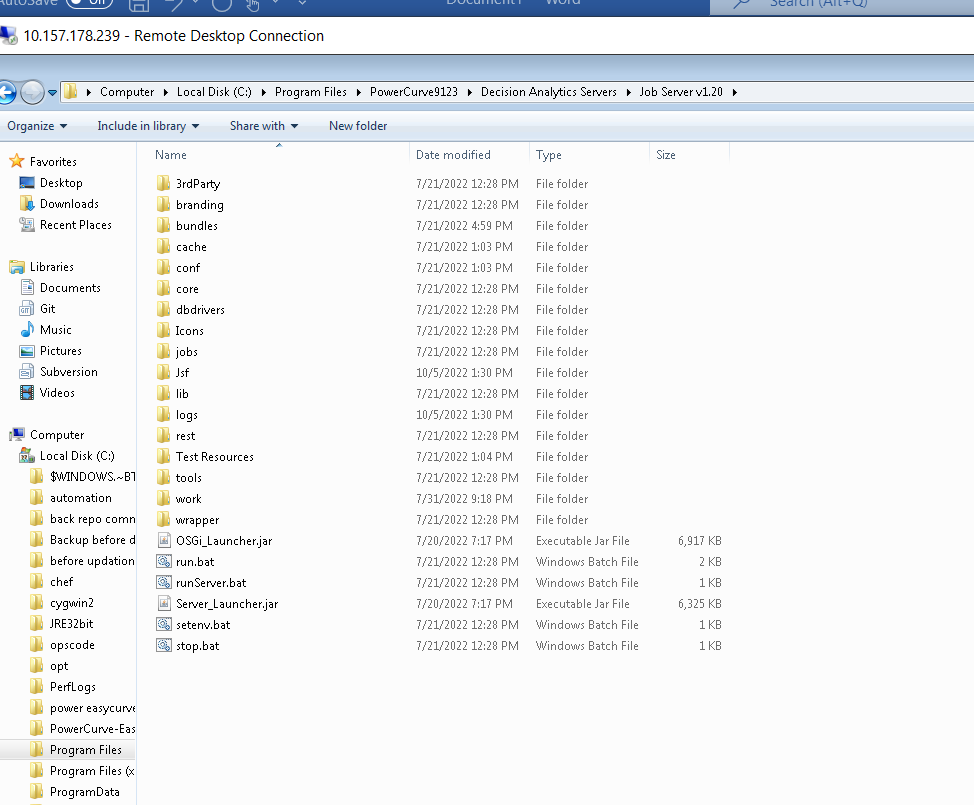 AutoSave Off Document1 - Word Search (Alt+Q)
10.157.178.239 - Remote Desktop Connection
Computer Local Disk (C:) Program Files PowerCurve9123 Decision Analytics Servers Job Server v1.20
Organize Include in library Share with New folder
Name Date modified Type Size
Favorites
Desktop
Downloads
Recent Places
Libraries
Documents
Git
Music
Pictures
Subversion
Videos
Computer
Local Disk (C:)
$WINDOWS.~BT
automation
back repo comm
Backup before d
before updation
chef
cygwin2
JRE32bit
opscode
opt
PerfLogs
power easycurve
PowerCurve-Eas
Program Files
Program Files (x
ProgramData
3rdParty 7/21/2022 12:28 PM File folder
branding 7/21/2022 12:28 PM File folder
bundles 7/21/2022 4:59 PM File folder
cache 7/21/2022 1:03 PM File folder
conf 7/21/2022 1:03 PM File folder
core 7/21/2022 12:28 PM File folder
dbdrivers 7/21/2022 12:28 PM File folder
Icons 7/21/2022 12:28 PM File folder
jobs 7/21/2022 12:28 PM File folder
Jsf 10/5/2022 1:30 PM File folder
lib 7/21/2022 12:28 PM File folder
logs 10/5/2022 1:30 PM File folder
rest 7/21/2022 12:28 PM File folder
Test Resources 7/21/2022 1:04 PM File folder
tools 7/21/2022 12:28 PM File folder
work 7/31/2022 9:18 PM File folder
wrapper 7/21/2022 12:28 PM File folder
OSGi_Launcher.jar 7/20/2022 7:17 PM Executable Jar File 6,917 KB
run.bat 7/21/2022 12:28 PM Windows Batch File 2 KB
runServer.bat 7/21/2022 12:28 PM Windows Batch File 1 KB
Server_Launcher.jar 7/20/2022 7:17 PM Executable Jar File 6,325 KB
setenv.bat 7/21/2022 12:28 PM Windows Batch File 1 KB
stop.bat 7/21/2022 12:28 PM Windows Batch File 1 KB